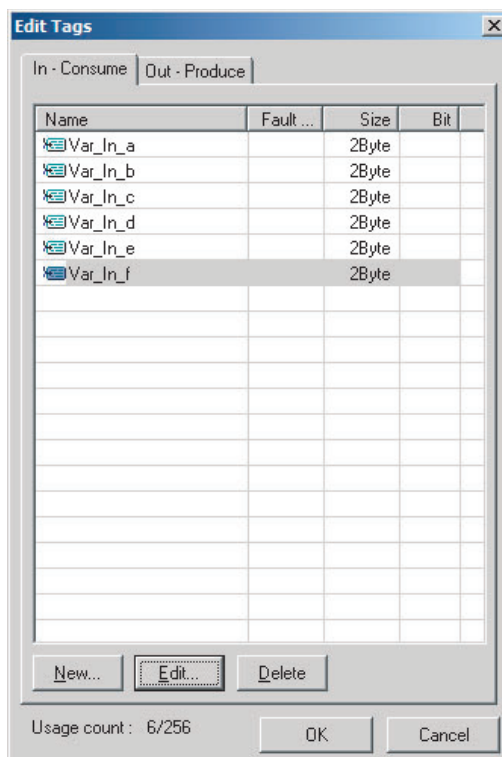 Edit Tags
In - Consume Out - Produce
Name Fault ... Size Bit
Var_In_a 2Byte
Var_In_b 2Byte
Var_In_c 2Byte
Var_In_d 2Byte
Var_In_e 2Byte
Var_In_f 2Byte
New... Edit... Delete
Usage count : 6/256 OK Cancel